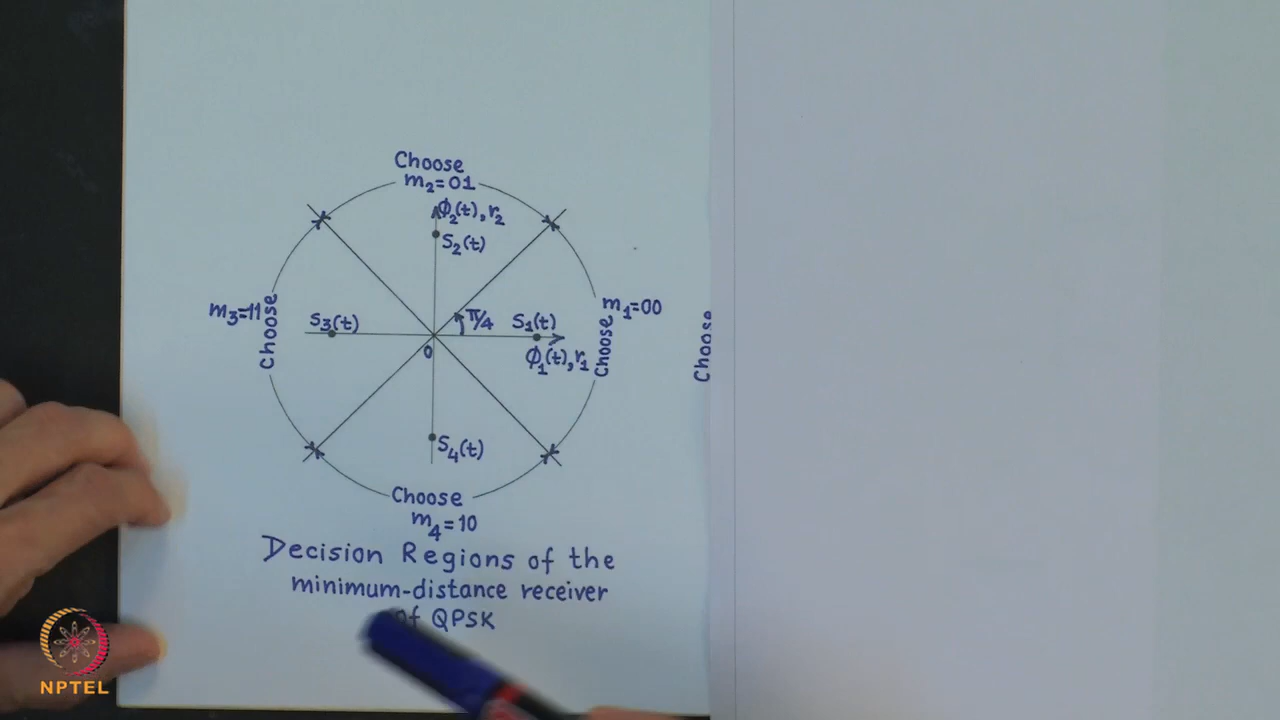 Choose
m₂=01
ϕ₂(t), r₂
S₂(t)
m₃=11
Choose
S₃(t)
π/4
S₁(t)
m₁=00
Choose
0
ϕ₁(t), r₁
Choose
S₄(t)
Choose
m₄=10
Decision Regions of the
minimum-distance receiver
of QPSK
NPTEL